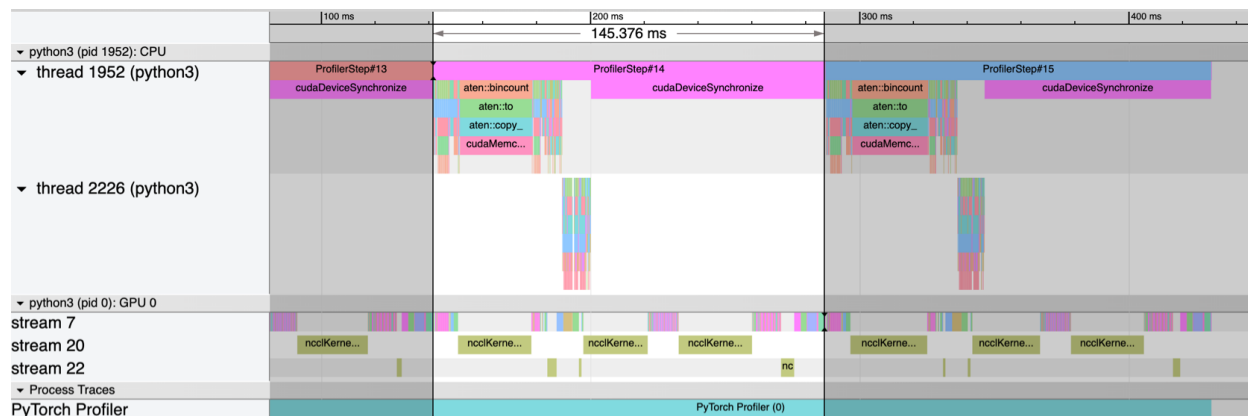 100 ms 200 ms 300 ms 400 ms
145.376 ms
python3 (pid 1952): CPU
thread 1952 (python3) ProfilerStep#13 ProfilerStep#14 ProfilerStep#15
cudaDeviceSynchronize aten::bincount cudaDeviceSynchronize aten::bincount cudaDeviceSynchronize
aten::to aten::to
aten::copy_ aten::copy_
cudaMemc... cudaMemc...
thread 2226 (python3)
python3 (pid 0): GPU 0
stream 7
stream 20 ncclKerne... ncclKerne... ncclKerne... ncclKerne... ncclKerne... ncclKerne... ncclKerne...
stream 22 nc
Process Traces
PyTorch Profiler PyTorch Profiler (0)